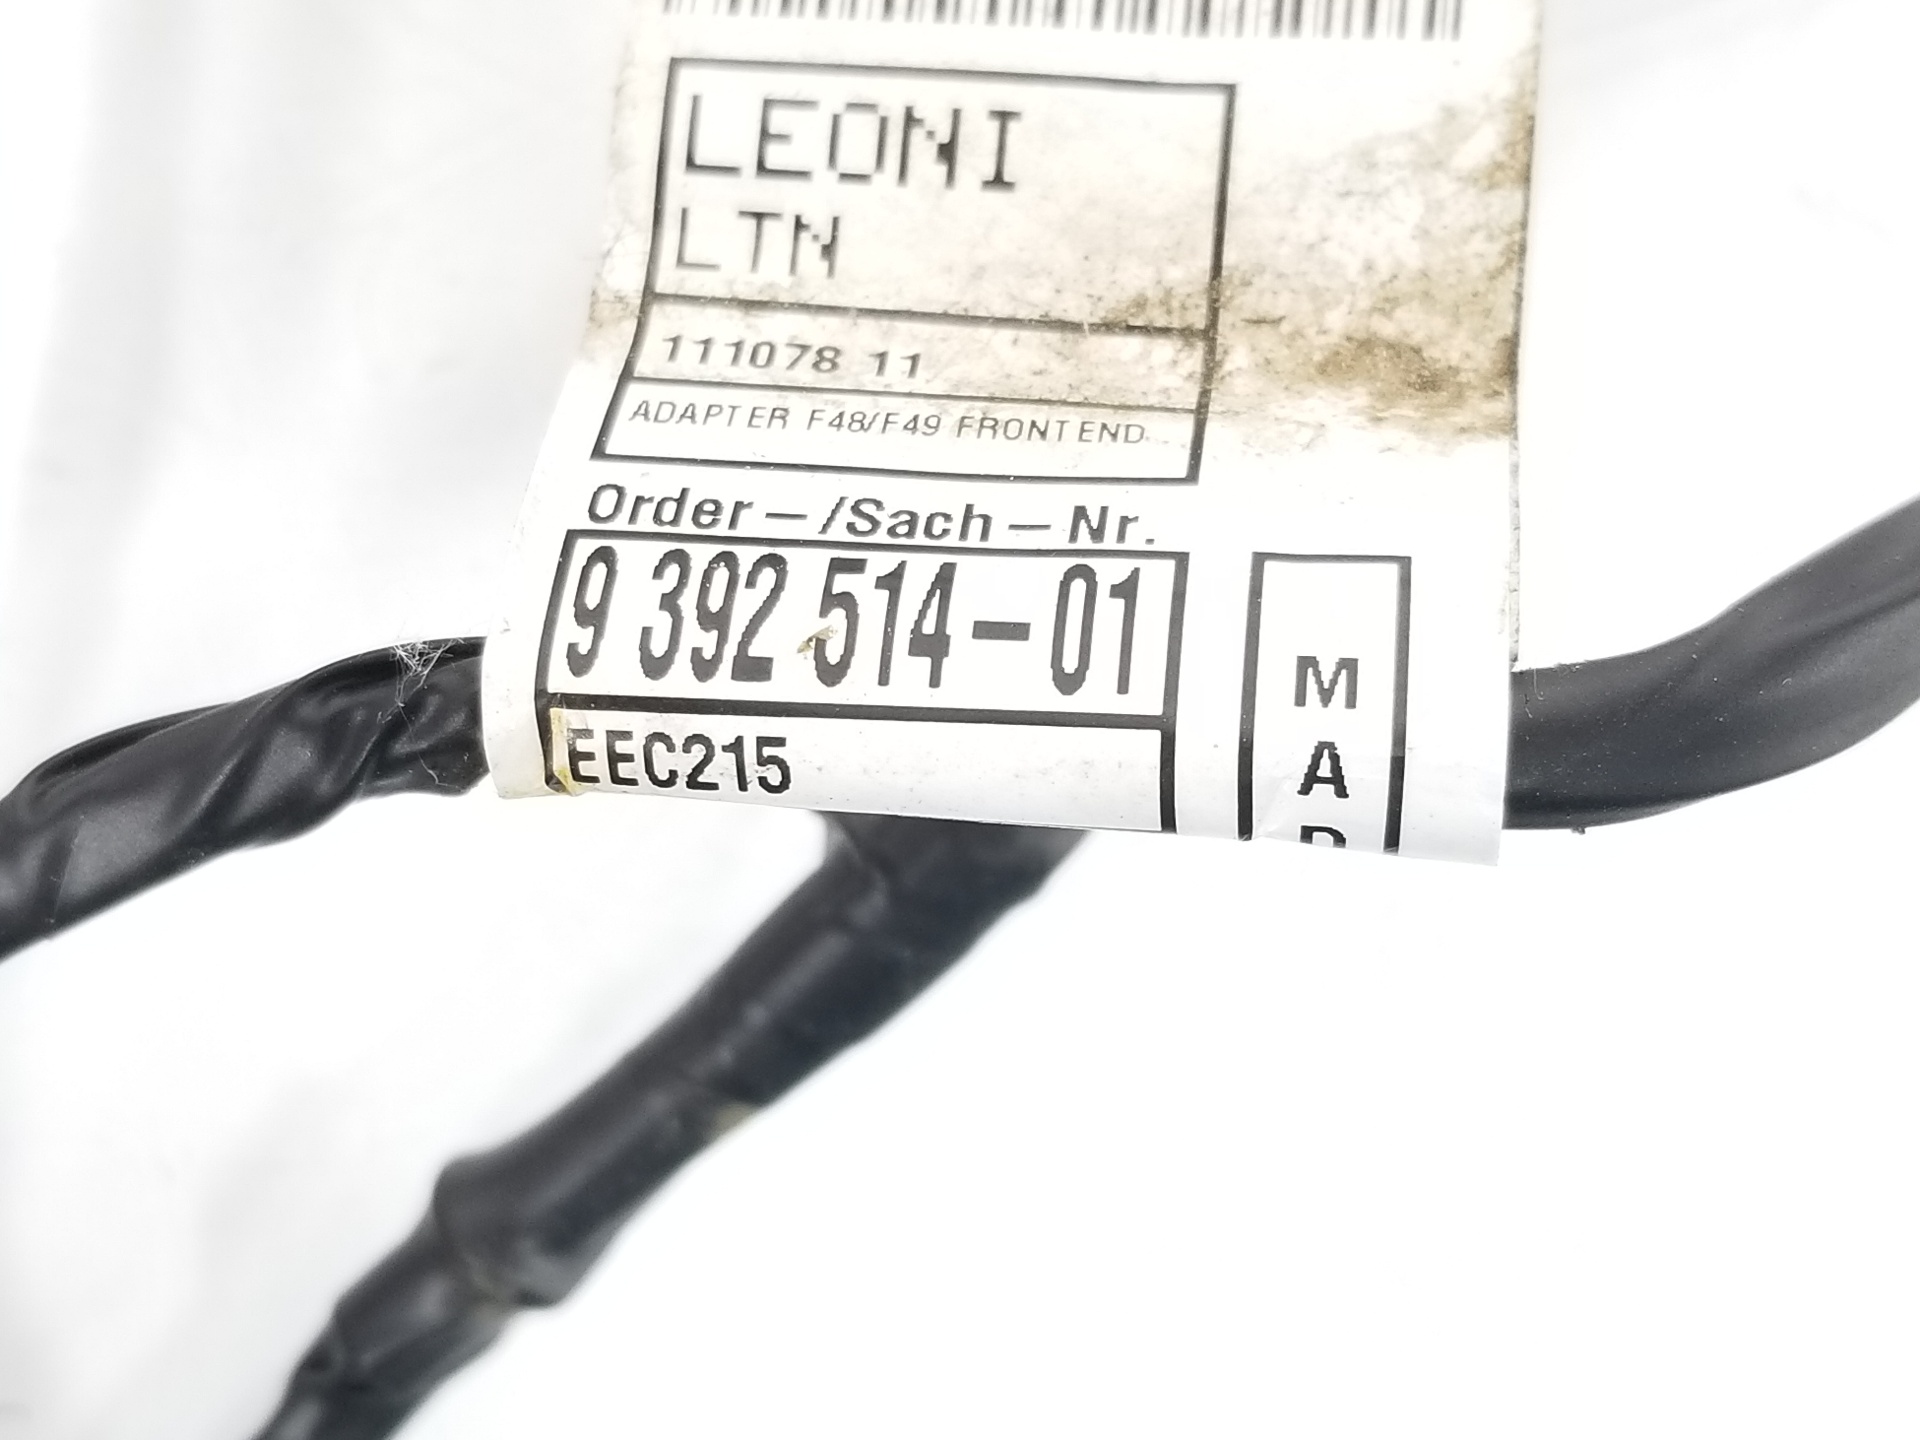 LEONI
LTN
111078 11
ADAPTER F48/F49 FRONTEND
Order-/Sach-Nr.
9 392 514-01
EEC215
M
A